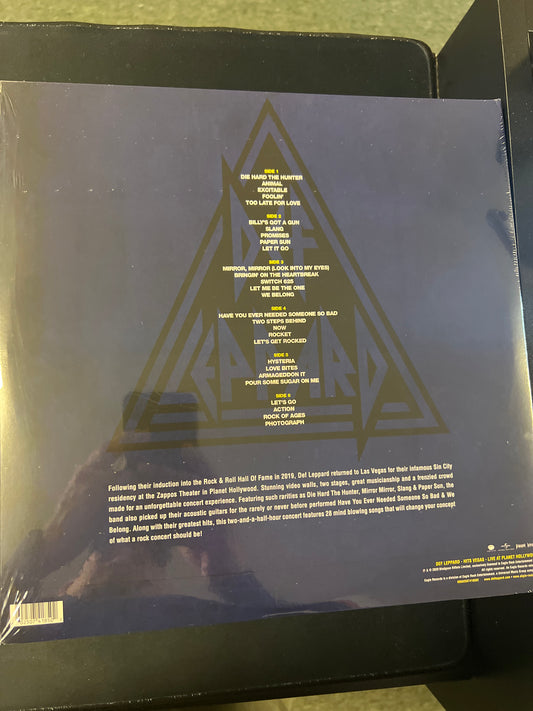 SIDE 1
DIE HARD THE HUNTER
ANIMAL
EXCITABLE
FOOLIN'
TOO LATE FOR LOVE
SIDE 2
BILLY'S GOT A GUN
SLANG
PROMISES
PAPER SUN
LET IT GO
SIDE 3
MIRROR, MIRROR (LOOK INTO MY EYES)
BRINGIN' ON THE HEARTBREAK
SWITCH 625
LET ME BE THE ONE
WE BELONG
SIDE 4
HAVE YOU EVER NEEDED SOMEONE SO BAD
TWO STEPS BEHIND
NOW
ROCKET
LET'S GET ROCKED
SIDE 5
HYSTERIA
LOVE BITES
ARMAGEDDON IT
POUR SOME SUGAR ON ME
SIDE 6
LET'S GO
ACTION
ROCK OF AGES
PHOTOGRAPH
DEF
LEPPARD
Following their induction into the Rock & Roll Hall Of Fame in 2019, Def Leppard returned to Las Vegas for their infamous Sin City
residency at the Zappos Theater in Planet Hollywood. Stunning video walls, two stages, great musicianship and a frenzied crowd
made for an unforgettable concert experience. Featuring such rarities as Die Hard The Hunter, Mirror Mirror, Slang & Paper Sun, the
band also picked up their acoustic guitars for the rarely or never before performed Have You Ever Needed Someone So Bad & We
Belong. Along with their greatest hits, this two-and-a-half-hour concert features 28 mind blowing songs that will change your concept
of what a rock concert should be!
DEF LEPPARD • HITS VEGAS • LIVE AT PLANET HOLLYWOO